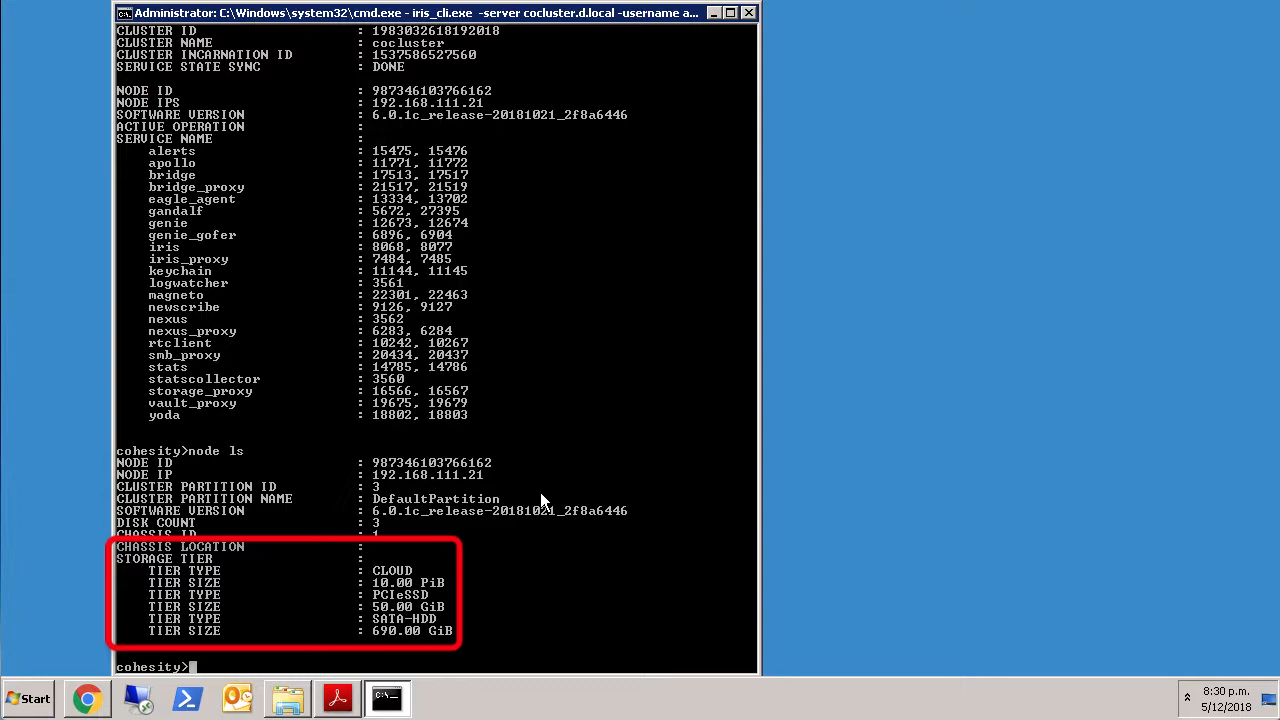 Administrator: C:\Windows\system32\cmd.exe - iris_cli.exe  -server cocluster.d.local -username a...
CLUSTER ID : 1983032618192018
CLUSTER NAME : cocluster
CLUSTER INCARNATION ID : 1537586527560
SERVICE STATE SYNC : DONE
NODE ID : 987346103766162
NODE IPS : 192.168.111.21
SOFTWARE VERSION : 6.0.1c_release-20181021_2f8a6446
ACTIVE OPERATION :
SERVICE NAME :
alerts : 15475, 15476
apollo : 11771, 11772
bridge : 17513, 17517
bridge_proxy : 21517, 21519
eagle_agent : 13334, 13702
gandalf : 5672, 27395
genie : 12673, 12674
genie_gofer : 6896, 6904
iris : 8068, 8077
iris_proxy : 7484, 7485
keychain : 11144, 11145
logwatcher : 3561
magneto : 22301, 22463
newscribe : 9126, 9127
nexus : 3562
nexus_proxy : 6283, 6284
rtclient : 10242, 10267
smb_proxy : 20434, 20437
stats : 14785, 14786
statscollector : 3560
storage_proxy : 16566, 16567
vault_proxy : 19675, 19679
yoda : 18802, 18803
cohesity>node ls
NODE ID : 987346103766162
NODE IP : 192.168.111.21
CLUSTER PARTITION ID : 3
CLUSTER PARTITION NAME : DefaultPartition
SOFTWARE VERSION : 6.0.1c_release-20181021_2f8a6446
DISK COUNT : 3
CHASSIS ID : 1
CHASSIS LOCATION :
STORAGE TIER :
TIER TYPE : CLOUD
TIER SIZE : 10.00 PiB
TIER TYPE : PCIeSSD
TIER SIZE : 50.00 GiB
TIER TYPE : SATA-HDD
TIER SIZE : 690.00 GiB
cohesity>
Start
8:30 p.m.
5/12/2018